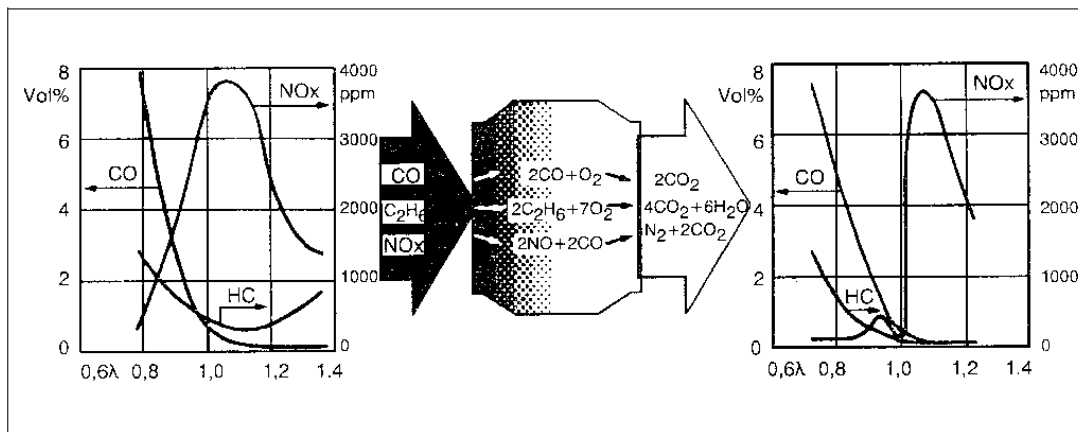 8
Vol%
6
CO
4
2
0
NOx
HC
4000
ppm
3000
2000
1000
0
0,6λ 0,8 1,0 1,2 1.4
CO
C2H6
NOx
2CO+O2
2C2H6+7O2
2NO+2CO
2CO2
4CO2+6H2O
N2+2CO2
8
Vol%
6
CO
4
2
0
NOx
HC
4000
ppm
3000
2000
1000
0
0,6λ 0,8 1,0 1,2 1.4